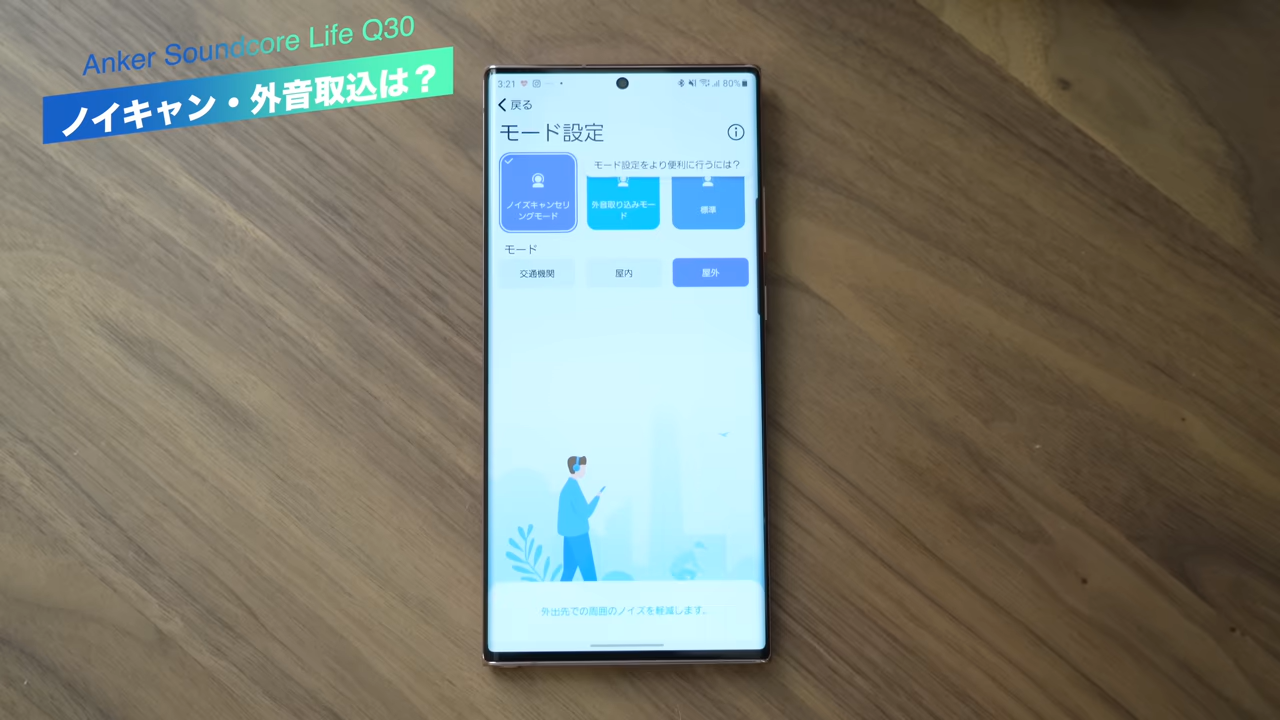 Anker Soundcore Life Q30
ノイキャン・外音取込は？
3:21
80%
戻る
モード設定
モード設定をより便利に行うには？
ノイズキャンセリ
ングモード
外音取り込みモー
ド
標準
モード
交通機関
屋内
屋外
外出先での周囲のノイズを軽減します。